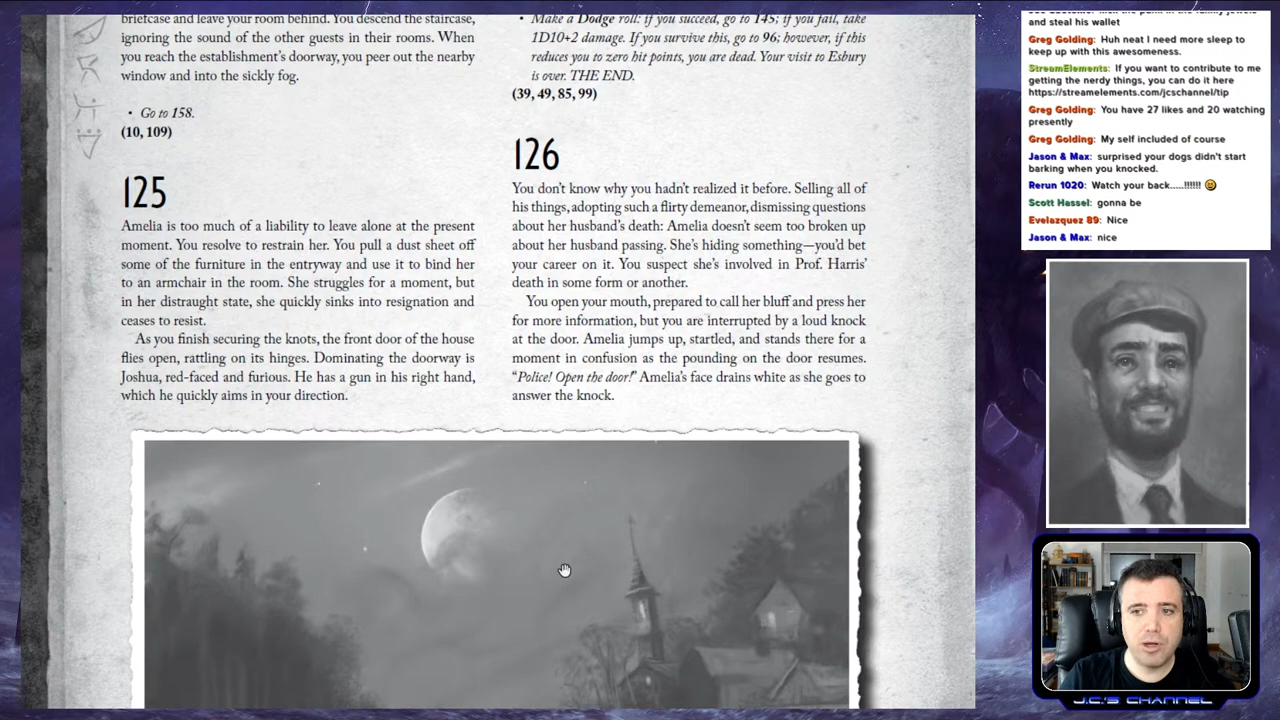 briefcase and leave your room behind. You descend the staircase,
ignoring the sound of the other guests in their rooms. When
you reach the establishment's doorway, you peer out the nearby
window and into the sickly fog.
• Go to 158.
(10, 109)
125
Amelia is too much of a liability to leave alone at the present
moment. You resolve to restrain her. You pull a dust sheet off
some of the furniture in the entryway and use it to bind her
to an armchair in the room. She struggles for a moment, but
in her distraught state, she quickly sinks into resignation and
ceases to resist.
As you finish securing the knots, the front door of the house
flies open, rattling on its hinges. Dominating the doorway is
Joshua, red-faced and furious. He has a gun in his right hand,
which he quickly aims in your direction.
• Make a Dodge roll: if you succeed, go to 145; if you fail, take
1D10+2 damage. If you survive this, go to 96; however, if this
reduces you to zero hit points, you are dead. Your visit to Esbury
is over. THE END.
(39, 49, 85, 99)
126
You don't know why you hadn't realized it before. Selling all of
his things, adopting such a flirty demeanor, dismissing questions
about her husband's death: Amelia doesn't seem too broken up
about her husband passing. She's hiding something—you'd bet
your career on it. You suspect she's involved in Prof. Harris'
death in some form or another.
You open your mouth, prepared to call her bluff and press her
for more information, but you are interrupted by a loud knock
at the door. Amelia jumps up, startled, and stands there for a
moment in confusion as the pounding on the door resumes.
"Police! Open the door!" Amelia's face drains white as she goes to
answer the knock.
and steal his wallet
Greg Golding: Huh neat I need more sleep to
keep up with this awesomeness.
StreamElements: If you want to contribute to me
getting the nerdy things, you can do it here
https://streamelements.com/jcschannel/tip
Greg Golding: You have 27 likes and 20 watching
presently
Greg Golding: My self included of course
Jason & Max: surprised your dogs didn't start
barking when you knocked.
Rerun 1020: Watch your back.....!!!!!!
Scott Hassel: gonna be
Evelazquez 89: Nice
Jason & Max: nice
J.C.'S CHANNEL